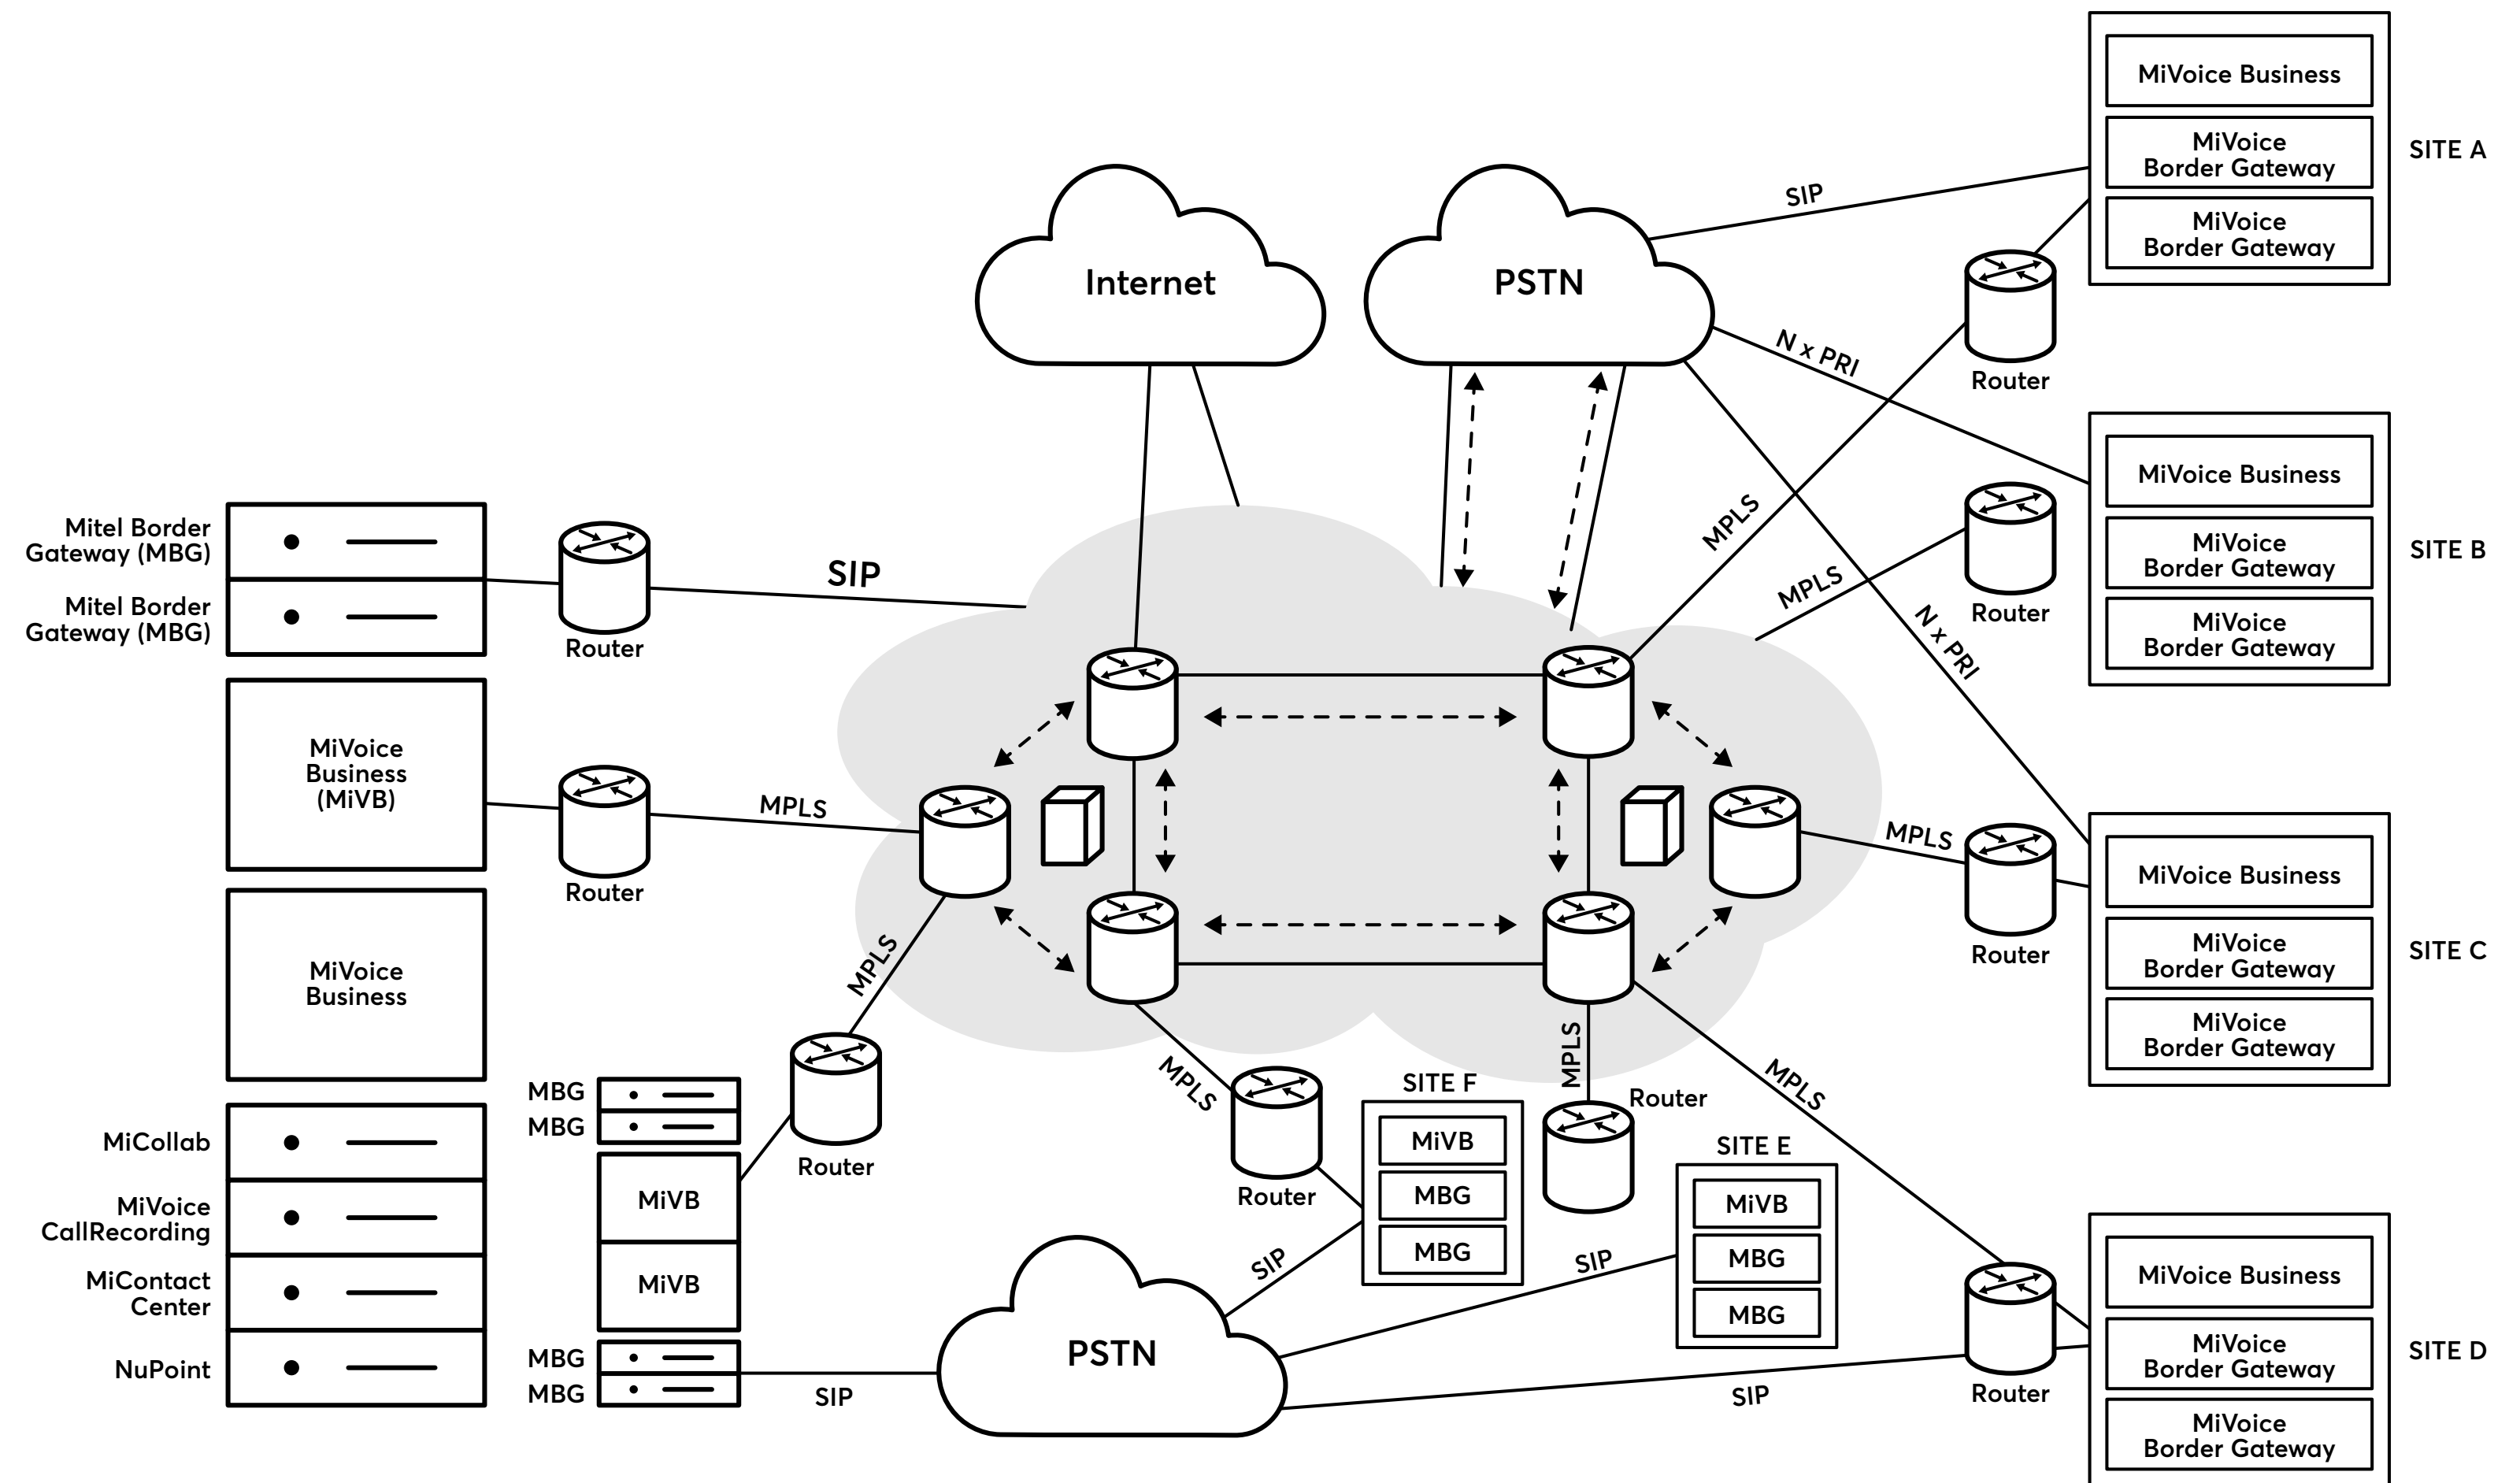 MiVoice Business
MiVoice
Border Gateway
MiVoice
Border Gateway
SITE A
SIP
Internet
PSTN
Router
N x PRI
MiVoice Business
MiVoice
Border Gateway
MiVoice
Border Gateway
SITE B
Router
MPLS
MPLS
N x PRI
Mitel Border
Gateway (MBG)
Mitel Border
Gateway (MBG)
Router
SIP
MiVoice
Business
(MiVB)
Router
MPLS
MPLS
Router
MiVoice Business
MiVoice
Border Gateway
MiVoice
Border Gateway
SITE C
MiVoice
Business
MPLS
Router
MPLS
Router
MPLS
Router
MPLS
MBG
MBG
MiVB
MiVB
MBG
MBG
SIP
MiCollab
MiVoice
CallRecording
MiContact
Center
NuPoint
SITE F
MiVB
MBG
MBG
SIP
SITE E
MiVB
MBG
MBG
SIP
PSTN
SIP
Router
MiVoice Business
MiVoice
Border Gateway
MiVoice
Border Gateway
SITE D